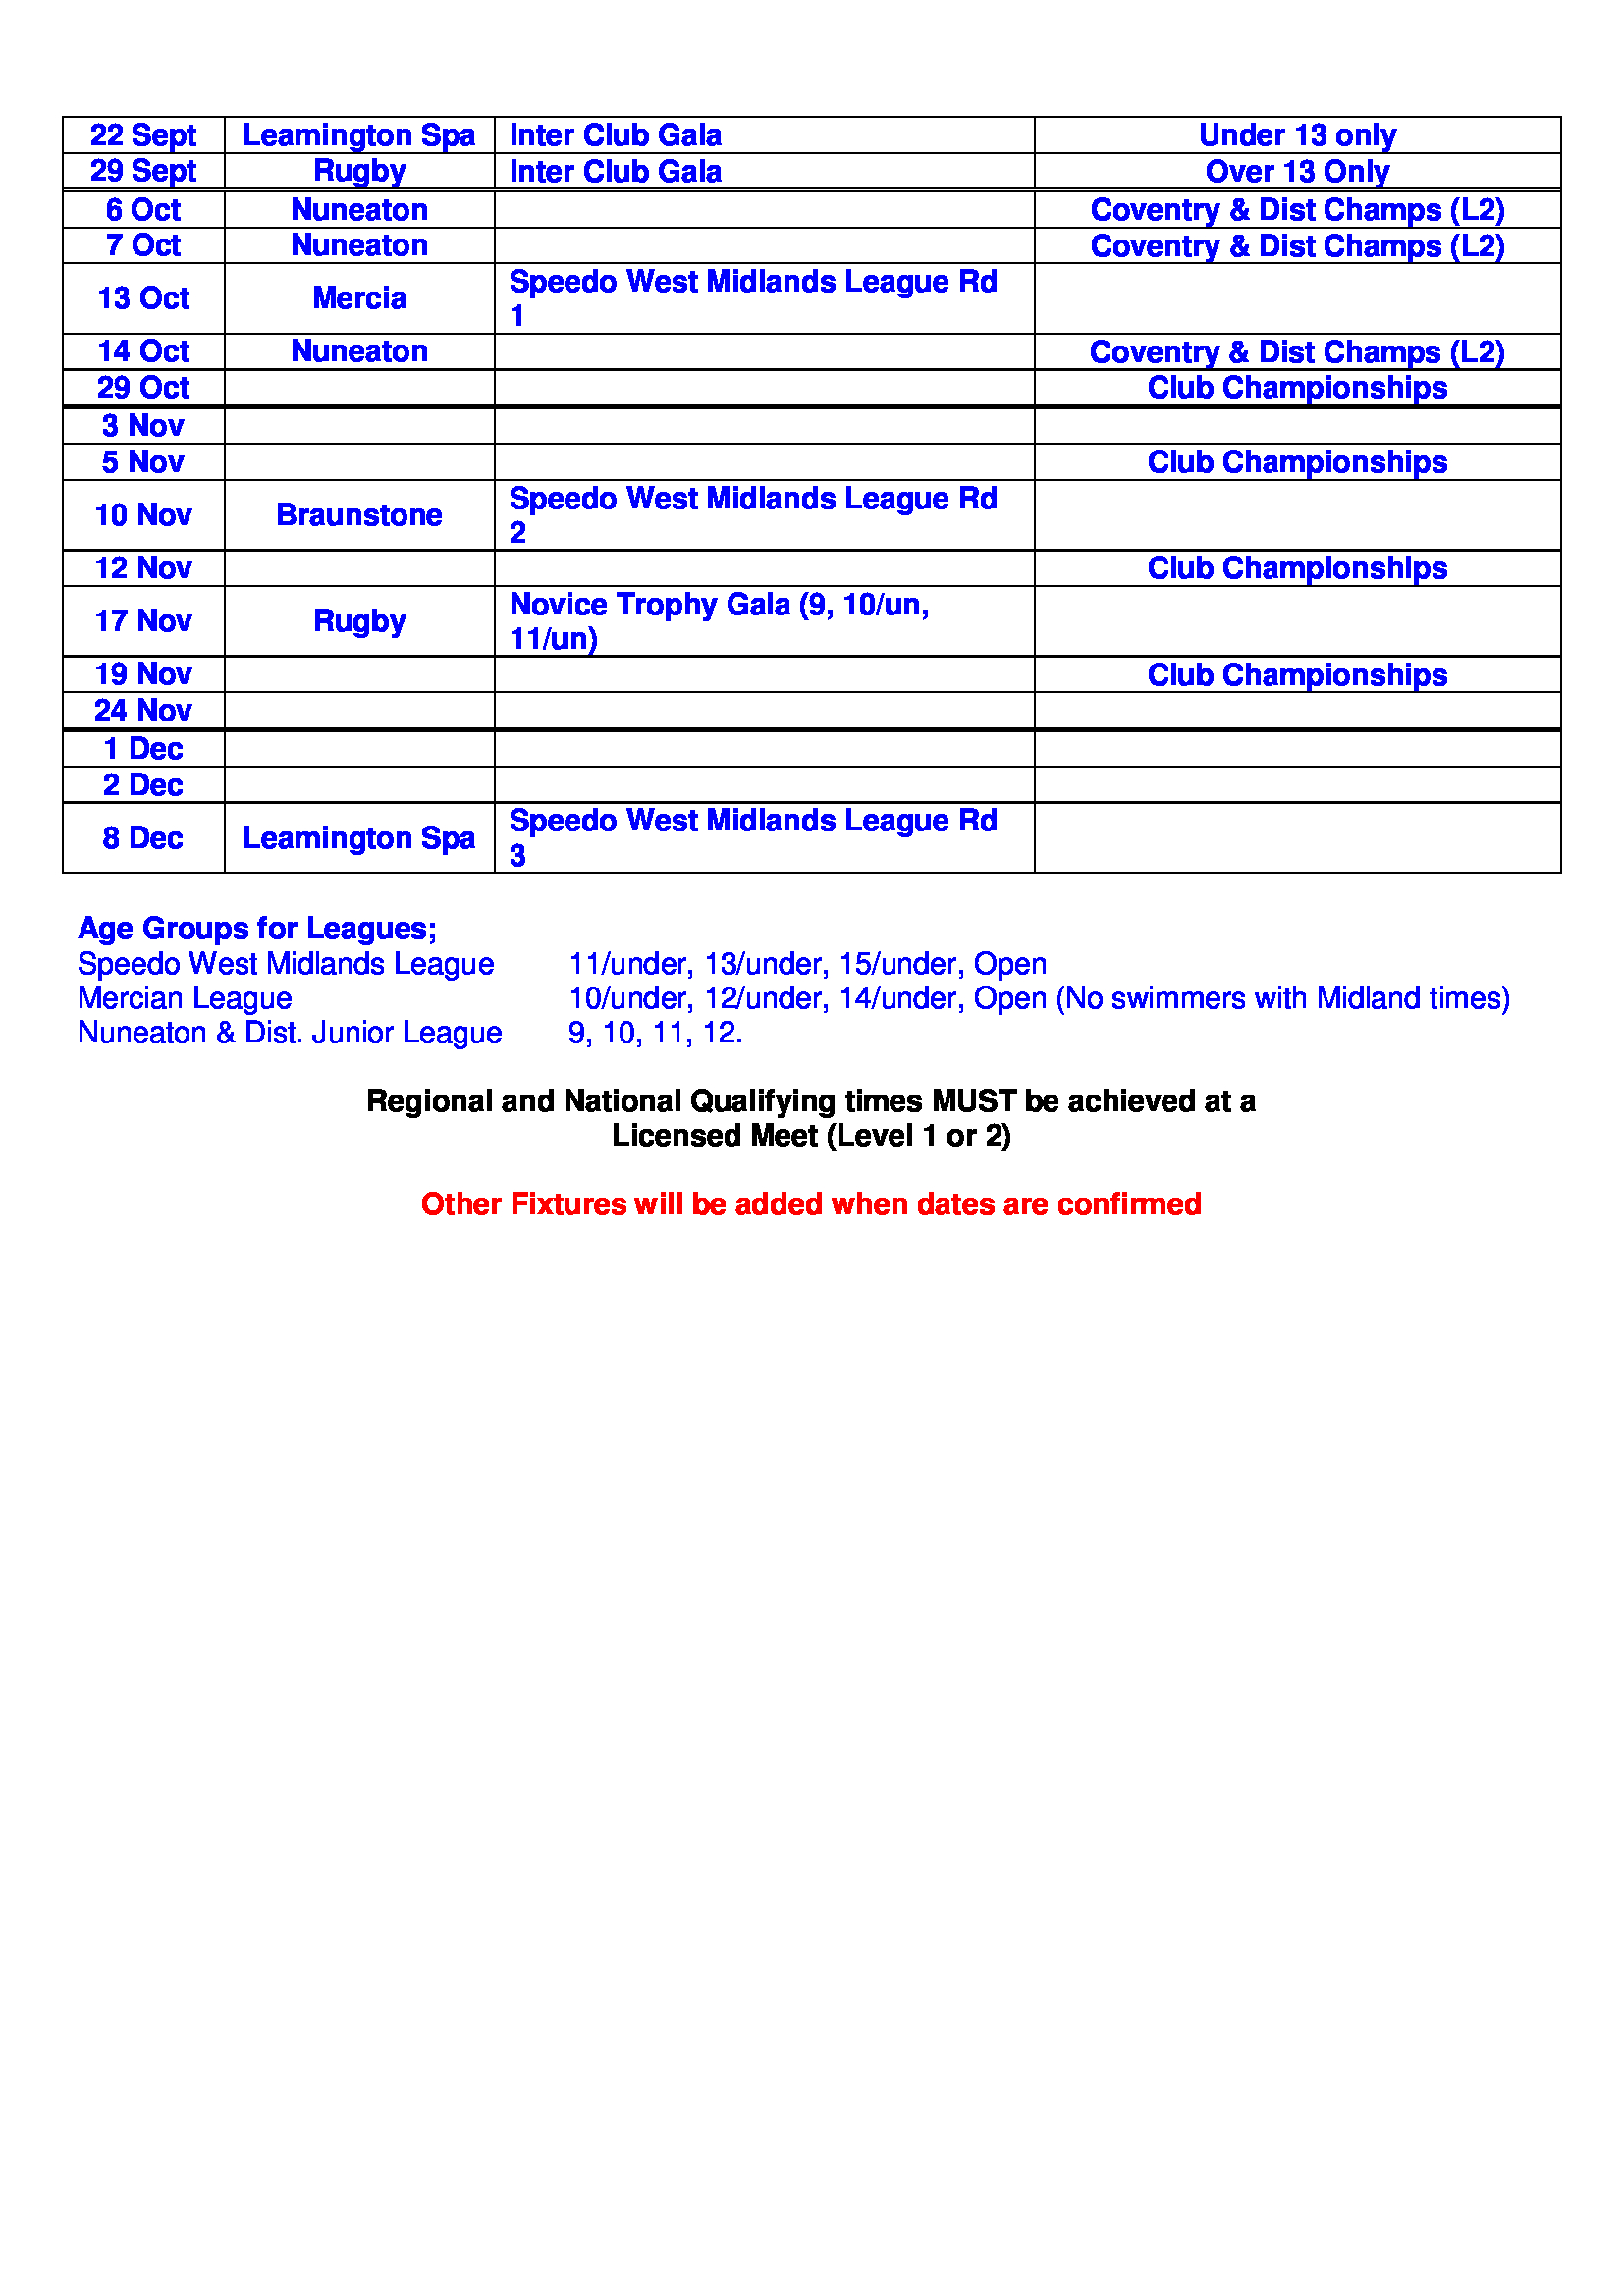 22 Sept Leamington Spa Inter Club Gala Under 13 only
29 Sept Rugby Inter Club Gala Over 13 Only
6 Oct Nuneaton Coventry & Dist Champs (L2)
7 Oct Nuneaton Coventry & Dist Champs (L2)
13 Oct Mercia Speedo West Midlands League Rd
1
14 Oct Nuneaton Coventry & Dist Champs (L2)
29 Oct Club Championships
3 Nov
5 Nov Club Championships
10 Nov Braunstone Speedo West Midlands League Rd
2
12 Nov Club Championships
17 Nov Rugby Novice Trophy Gala (9, 10/un,
11/un)
19 Nov Club Championships
24 Nov
1 Dec
2 Dec
8 Dec Leamington Spa Speedo West Midlands League Rd
3
Age Groups for Leagues;
Speedo West Midlands League 11/under, 13/under, 15/under, Open
Mercian League 10/under, 12/under, 14/under, Open (No swimmers with Midland times)
Nuneaton & Dist. Junior League 9, 10, 11, 12.
Regional and National Qualifying times MUST be achieved at a
Licensed Meet (Level 1 or 2)
Other Fixtures will be added when dates are confirmed